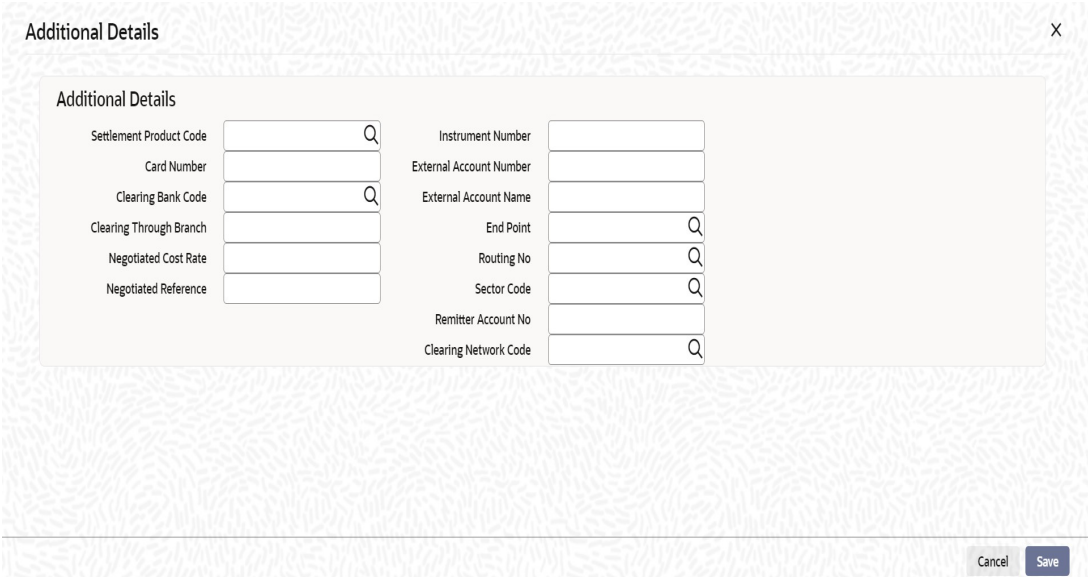 Additional Details
X
Additional Details
Settlement Product Code
Card Number
Clearing Bank Code
Clearing Through Branch
Negotiated Cost Rate
Negotiated Reference
Instrument Number
External Account Number
External Account Name
End Point
Routing No
Sector Code
Remitter Account No
Clearing Network Code
Cancel
Save